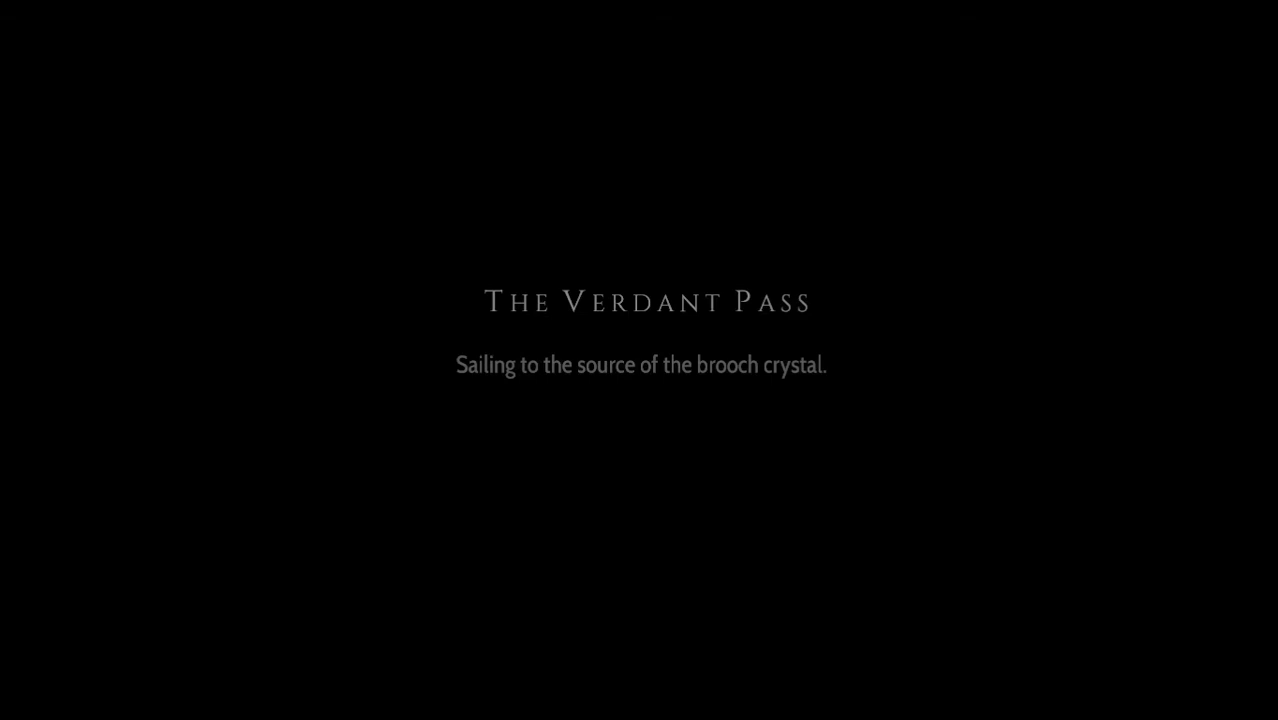 The Verdant Pass
Sailing to the source of the brooch crystal.